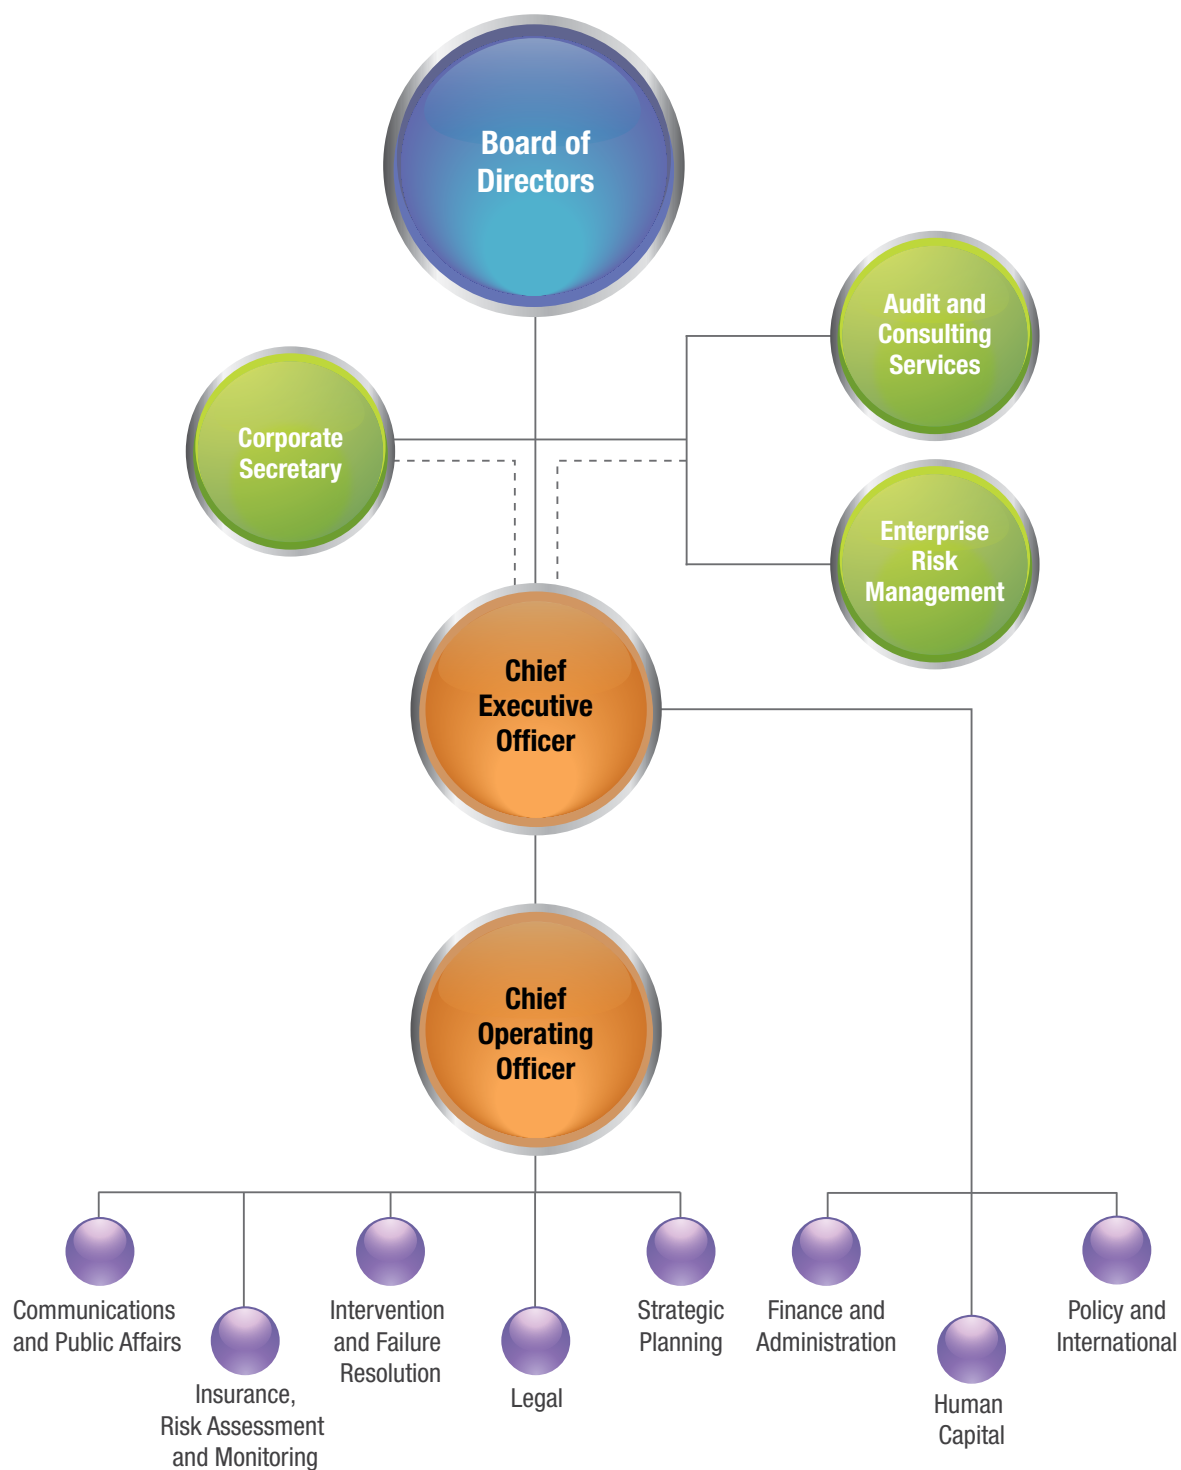 Board of
Directors
Audit and
Consulting
Services
Corporate
Secretary
Enterprise
Risk
Management
Chief
Executive
Officer
Chief
Operating
Officer
Communications
and Public Affairs
Insurance,
Risk Assessment
and Monitoring
Intervention
and Failure
Resolution
Legal
Strategic
Planning
Finance and
Administration
Human
Capital
Policy and
International